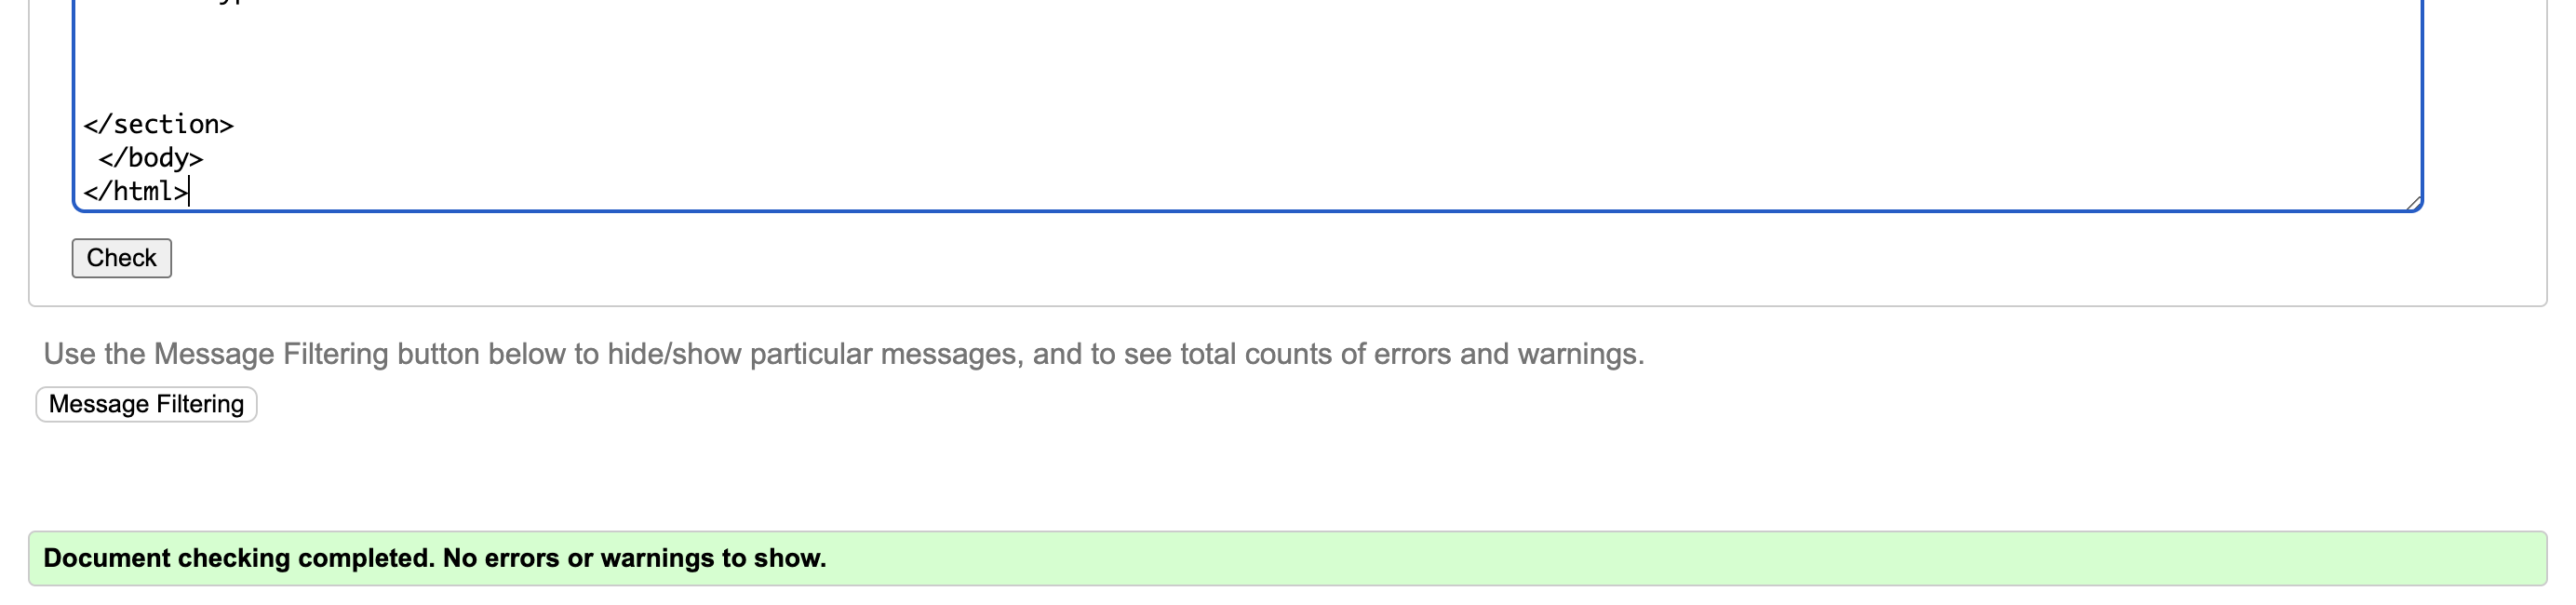 </section>
</body>
</html>
Check
Use the Message Filtering button below to hide/show particular messages, and to see total counts of errors and warnings.
Message Filtering
Document checking completed. No errors or warnings to show.